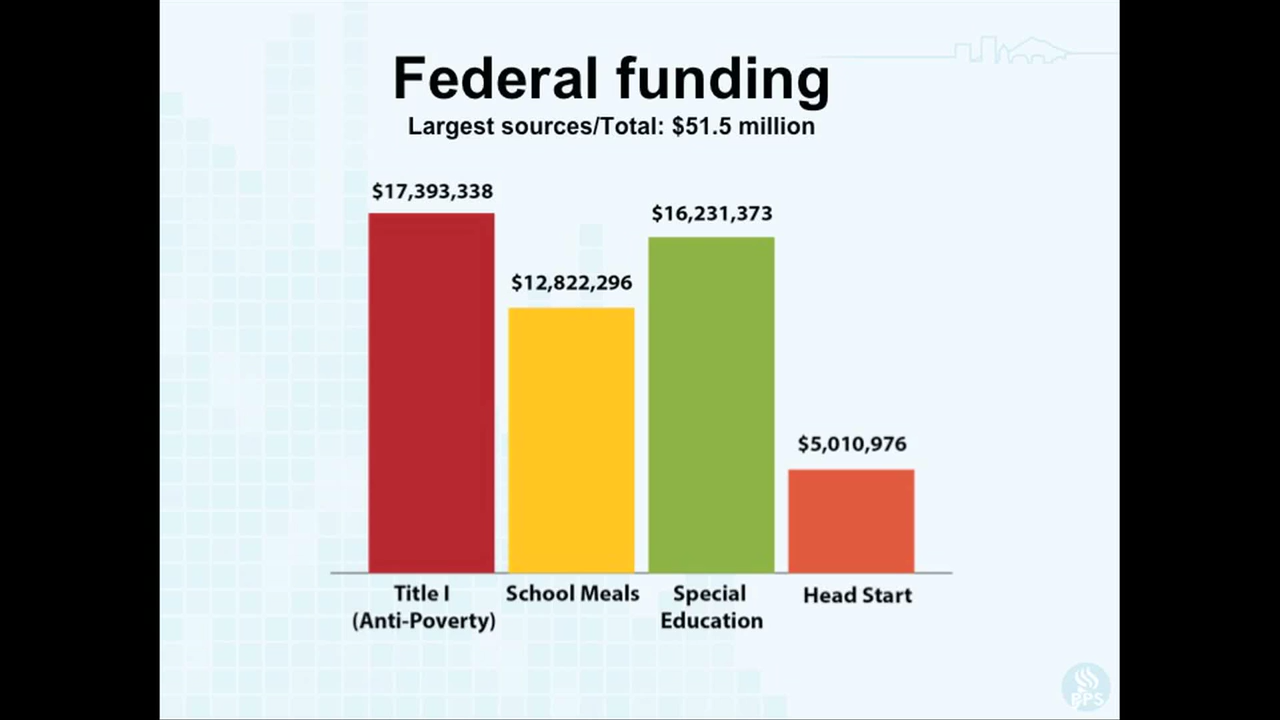 Federal funding
Largest sources/Total: $51.5 million
$17,393,338
$12,822,296
$16,231,373
$5,010,976
Title I
(Anti-Poverty)
School Meals
Special
Education
Head Start
PPS